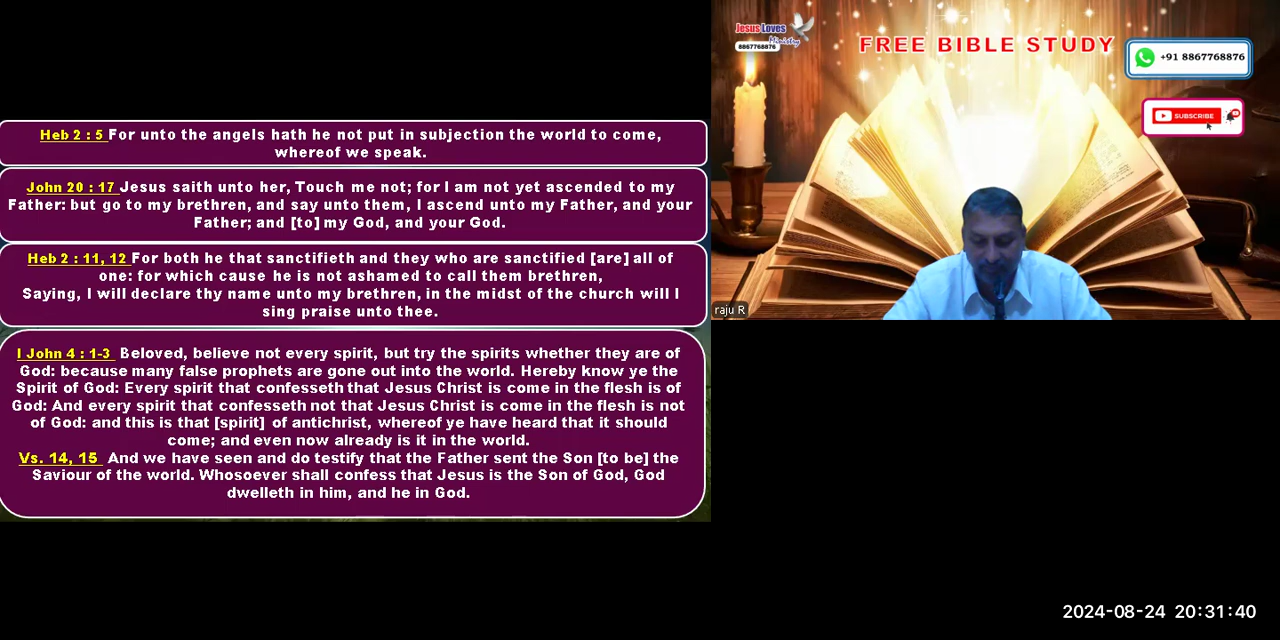 Heb 2 : 5 For unto the angels hath he not put in subjection the world to come,
whereof we speak.
John 20 : 17 Jesus saith unto her, Touch me not; for I am not yet ascended to my
Father: but go to my brethren, and say unto them, I ascend unto my Father, and your
Father; and [to] my God, and your God.
Heb 2 : 11, 12 For both he that sanctifieth and they who are sanctified [are] all of
one: for which cause he is not ashamed to call them brethren,
Saying, I will declare thy name unto my brethren, in the midst of the church will I
sing praise unto thee.
I John 4 : 1-3 Beloved, believe not every spirit, but try the spirits whether they are of
God: because many false prophets are gone out into the world. Hereby know ye the
Spirit of God: Every spirit that confesseth that Jesus Christ is come in the flesh is of
God: And every spirit that confesseth not that Jesus Christ is come in the flesh is not
of God: and this is that [spirit] of antichrist, whereof ye have heard that it should
come; and even now already is it in the world.
Vs. 14, 15 And we have seen and do testify that the Father sent the Son [to be] the
Saviour of the world. Whosoever shall confess that Jesus is the Son of God, God
dwelleth in him, and he in God.
Jesus Loves
Ministry
8867768876
FREE BIBLE STUDY
+91 8867768876
SUBSCRIBE
raju R
2024-08-24 20:31:40